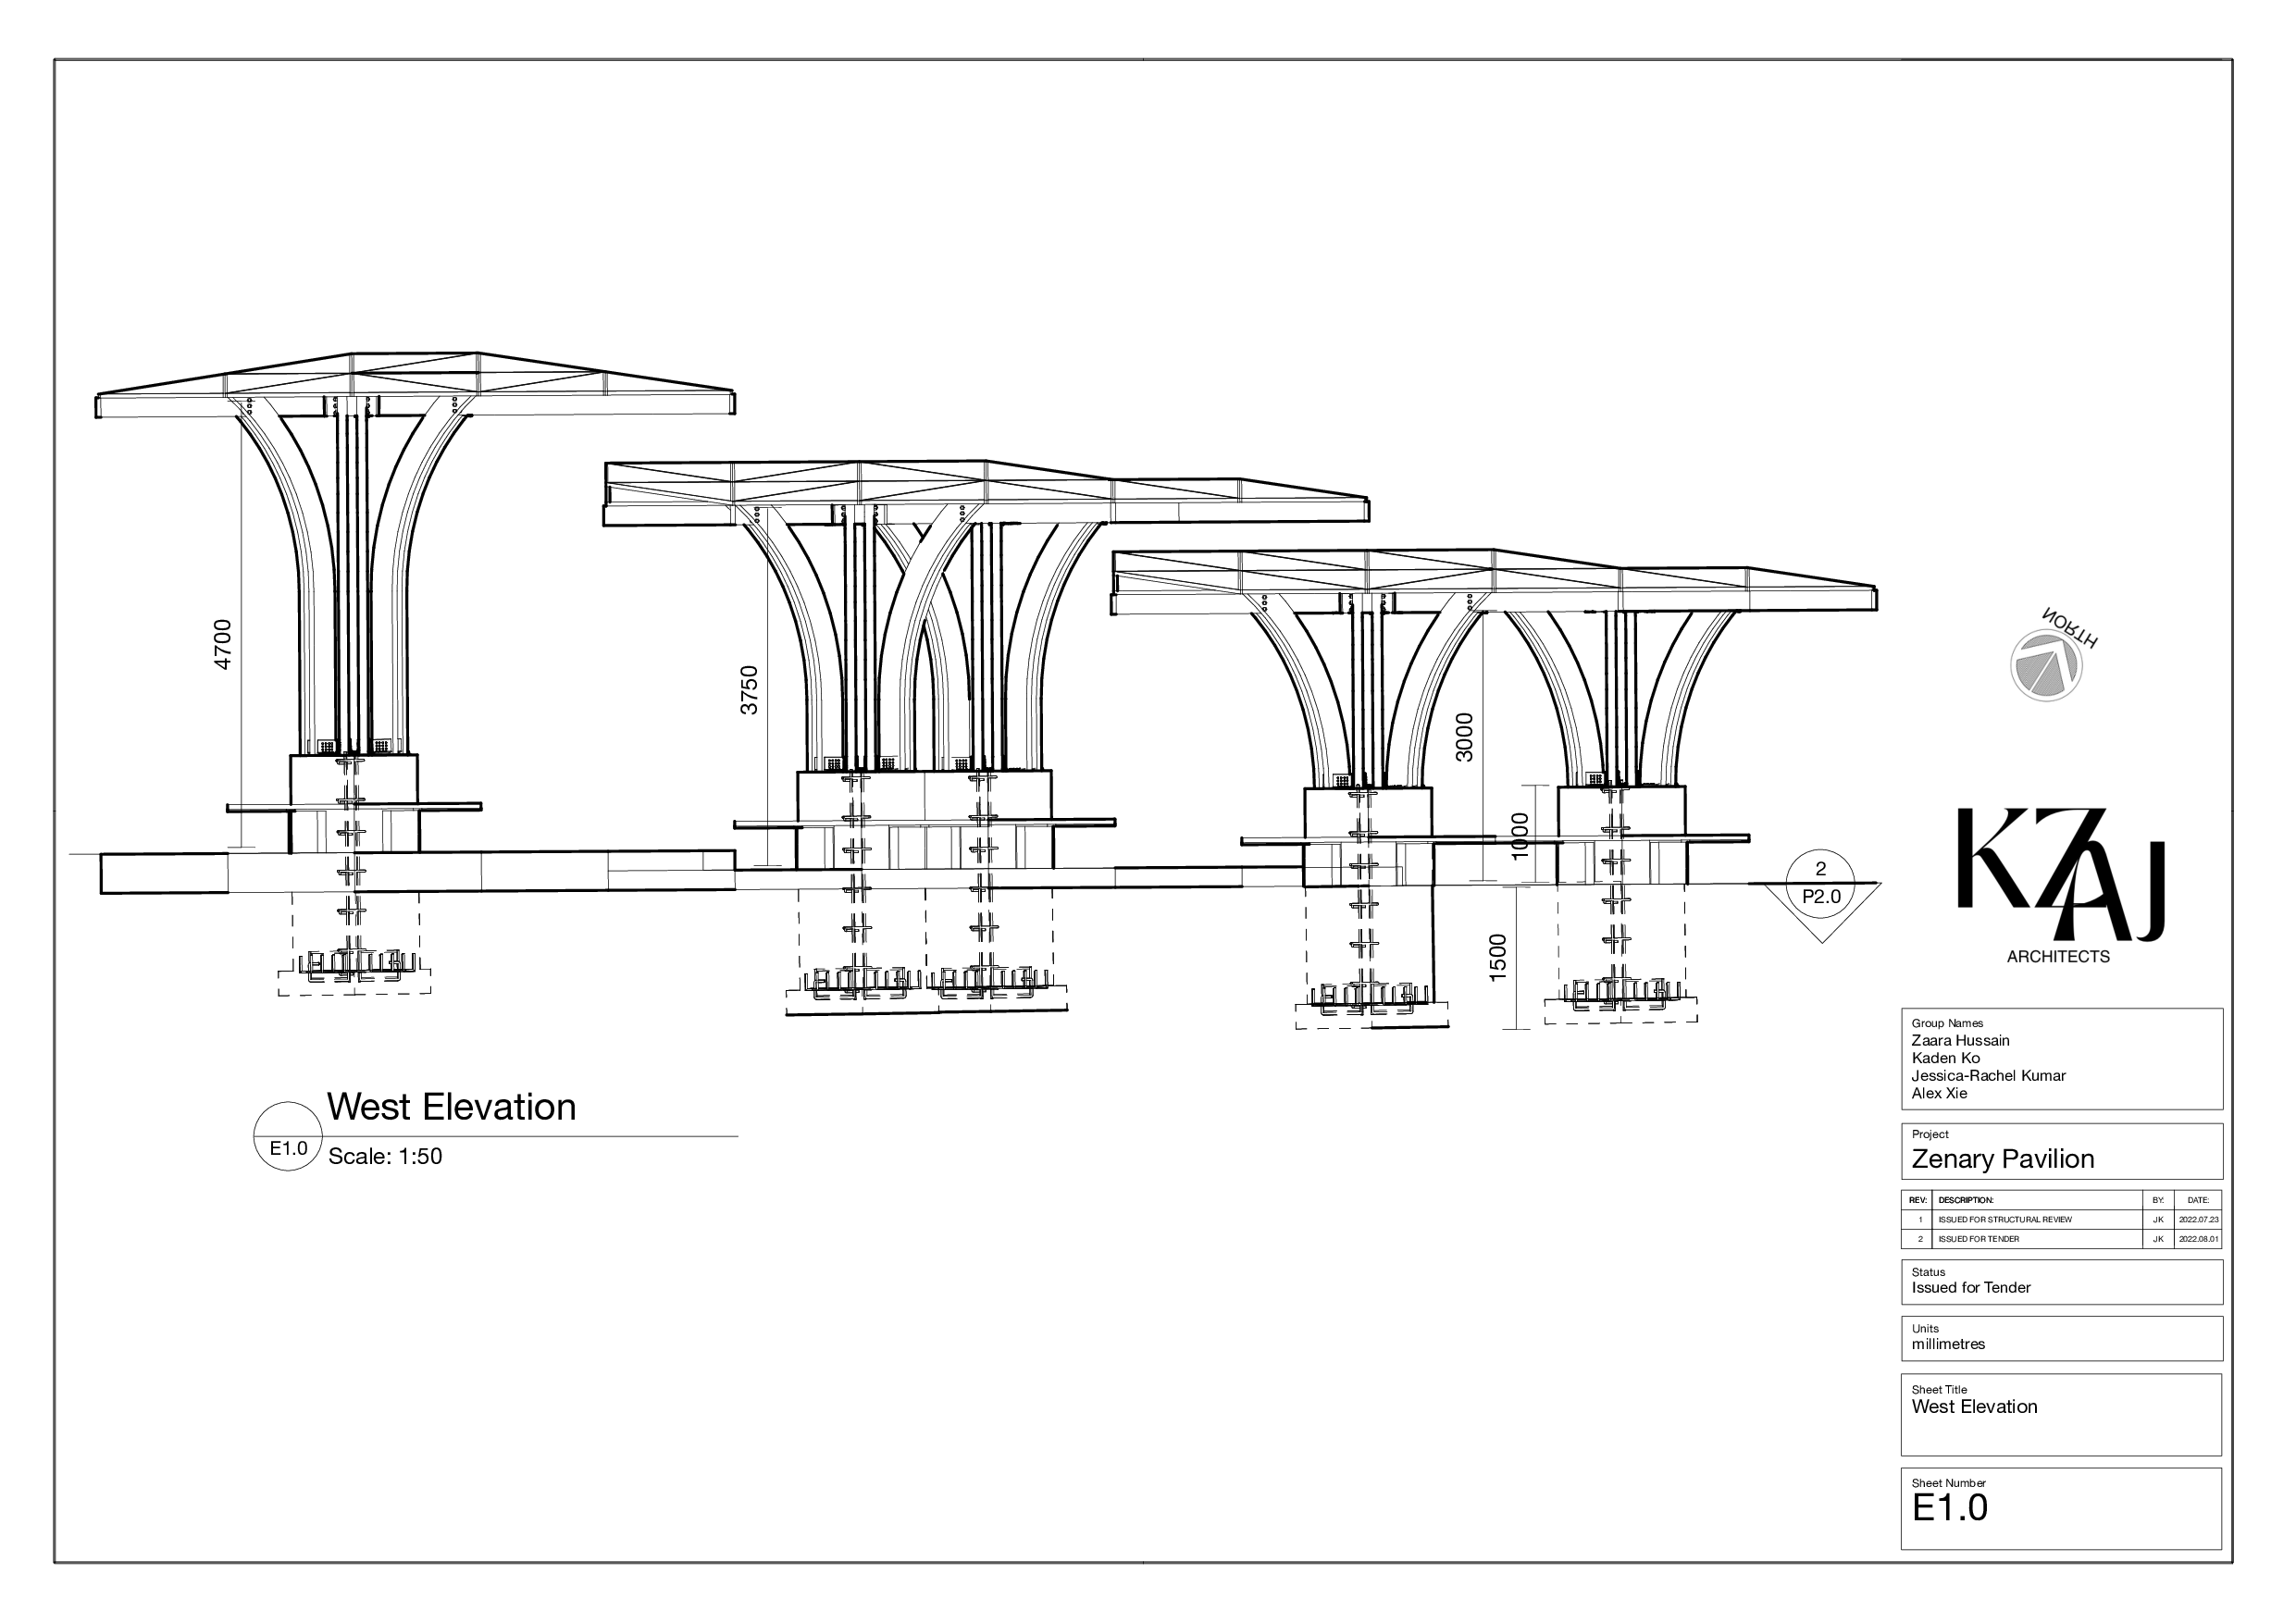 4700
3750
3000
1000
1500
2
P2.0
NORTH
KZAJ
ARCHITECTS
West Elevation
E1.0
Scale: 1:50
Group Names
Zaara Hussain
Kaden Ko
Jessica-Rachel Kumar
Alex Xie
Project
Zenary Pavilion
REV: DESCRIPTION: BY: DATE:
1 ISSUED FOR STRUCTURAL REVIEW JK 2022.07.23
2 ISSUED FOR TENDER JK 2022.08.01
Status
Issued for Tender
Units
millimetres
Sheet Title
West Elevation
Sheet Number
E1.0